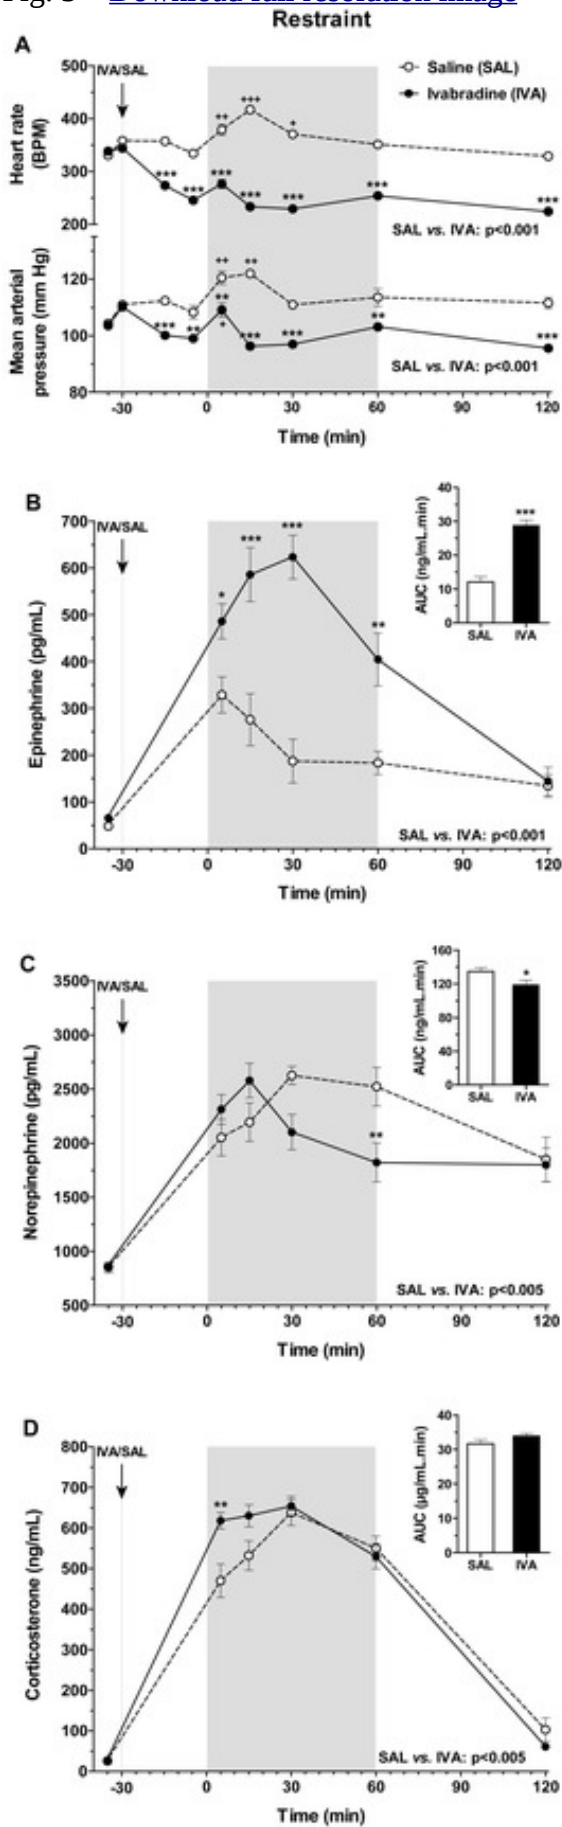 Fig. 3 Download full resolution image
Restraint
A
IVA/SAL
Saline (SAL)
Ivabradine (IVA)
Heart rate
(BPM)
500
400
300
200
++
+++
+
***
***
***
***
***
***
***
SAL vs. IVA: p<0.001
Mean arterial
pressure (mm Hg)
120
100
80
++
++
***
**
**
*
***
***
**
***
SAL vs. IVA: p<0.001
-30 0 30 60 90 120
Time (min)
B
IVA/SAL
Epinephrine (pg/mL)
700
600
500
400
300
200
100
0
*
***
***
**
AUC (ng/mL.min)
40
30
20
10
0
***
SAL IVA
SAL vs. IVA: p<0.001
-30 0 30 60 90 120
Time (min)
C
IVA/SAL
Norepinephrine (pg/mL)
3500
3000
2500
2000
1500
1000
500
**
AUC (ng/mL.min)
160
120
80
40
0
*
SAL IVA
SAL vs. IVA: p<0.005
-30 0 30 60 90 120
Time (min)
D
IVA/SAL
Corticosterone (ng/mL)
800
700
600
500
400
300
200
100
0
**
AUC (µg/mL.min)
40
30
20
10
0
SAL IVA
SAL vs. IVA: p<0.005
-30 0 30 60 90 120
Time (min)